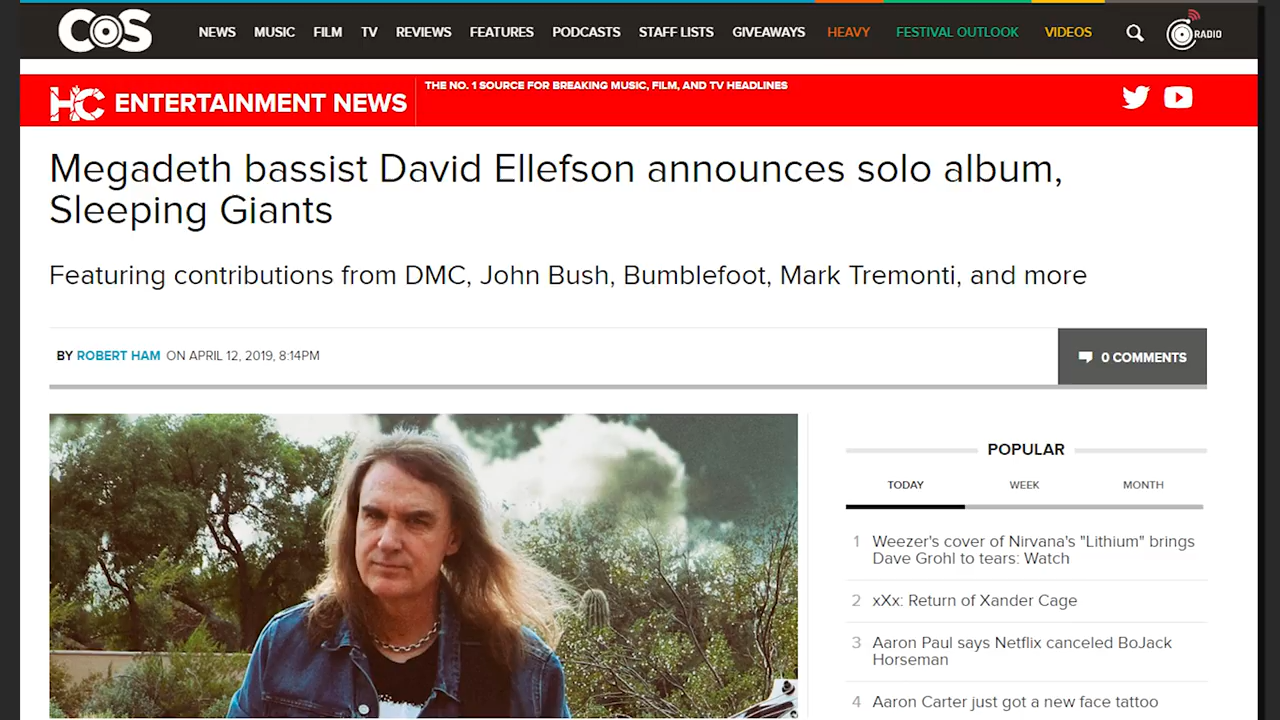 COS
NEWS MUSIC FILM TV REVIEWS FEATURES PODCASTS STAFF LISTS GIVEAWAYS HEAVY FESTIVAL OUTLOOK VIDEOS RADIO
HC ENTERTAINMENT NEWS
THE NO. 1 SOURCE FOR BREAKING MUSIC, FILM, AND TV HEADLINES
Megadeth bassist David Ellefson announces solo album,
Sleeping Giants
Featuring contributions from DMC, John Bush, Bumblefoot, Mark Tremonti, and more
BY ROBERT HAM ON APRIL 12, 2019, 8:14PM
0 COMMENTS
POPULAR
TODAY WEEK MONTH
1 Weezer's cover of Nirvana's "Lithium" brings
Dave Grohl to tears: Watch
2 xXx: Return of Xander Cage
3 Aaron Paul says Netflix canceled BoJack
Horseman
4 Aaron Carter just got a new face tattoo